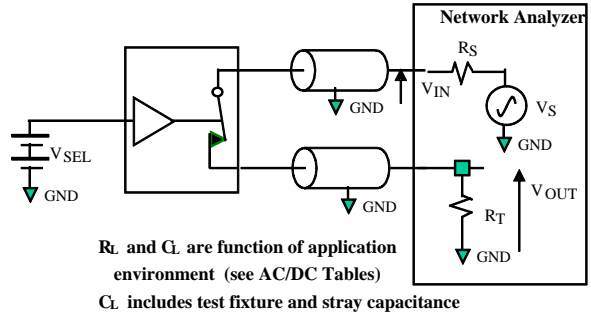 Network Analyzer
RS
VIN
VS
GND
GND
VSEL
GND
GND
VOUT
RT
GND
RL and CL are function of application
environment (see AC/DC Tables)
CL includes test fixture and stray capacitance